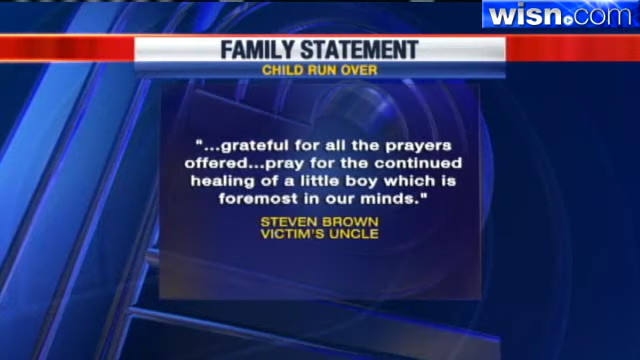 wisn.com
FAMILY STATEMENT
CHILD RUN OVER
"...grateful for all the prayers
offered...pray for the continued
healing of a little boy which is
foremost in our minds."
STEVEN BROWN
VICTIM'S UNCLE